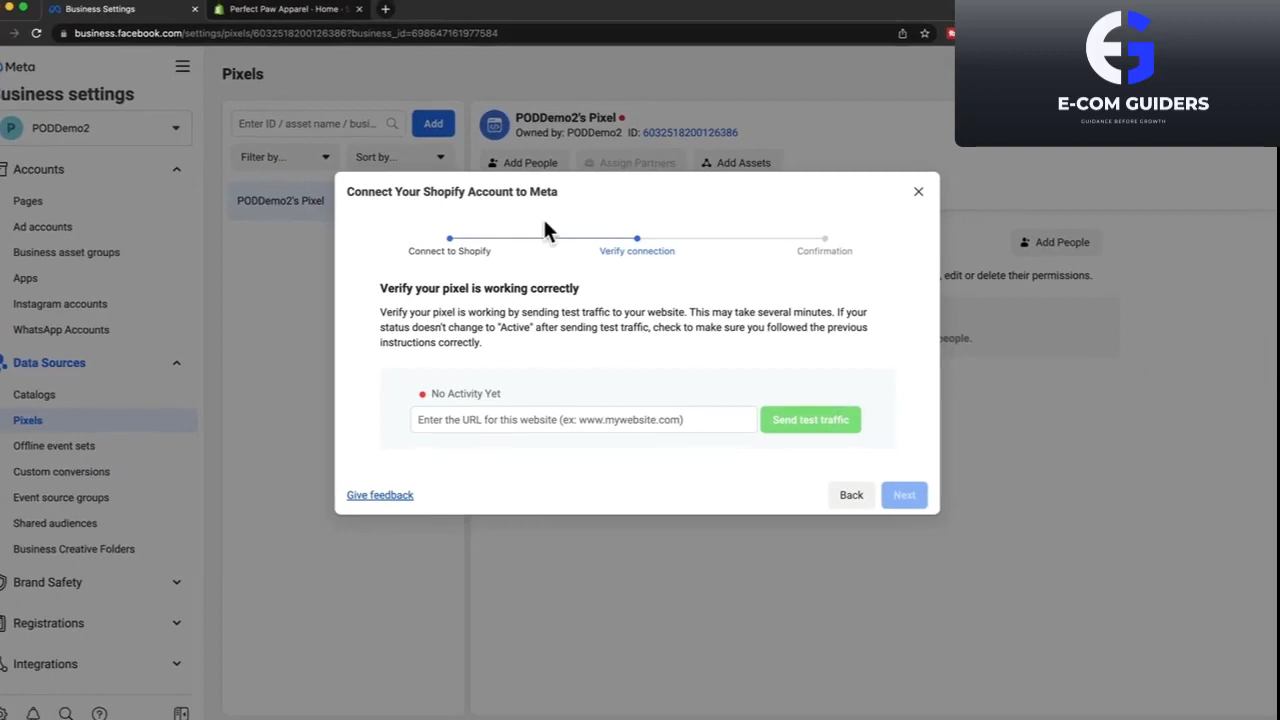 Business Settings
Perfect Paw Apparel - Home - S
business.facebook.com/settings/pixels/6032518200126386?business_id=698647161977584
E-COM GUIDERS
GUIDANCE BEFORE GROWTH
Meta
usiness settings
P PODDemo2
Accounts
Pages
Ad accounts
Business asset groups
Apps
Instagram accounts
WhatsApp Accounts
Data Sources
Catalogs
Pixels
Offline event sets
Custom conversions
Event source groups
Shared audiences
Business Creative Folders
Brand Safety
Registrations
Integrations
Pixels
Enter ID / asset name / busi...
Add
Filter by...
Sort by...
PODDemo2's Pixel
PODDemo2's Pixel
Owned by: PODDemo2 ID: 6032518200126386
Add People
Assign Partners
Add Assets
Add People
, edit or delete their permissions.
people.
Connect Your Shopify Account to Meta
Connect to Shopify
Verify connection
Confirmation
Verify your pixel is working correctly
Verify your pixel is working by sending test traffic to your website. This may take several minutes. If your
status doesn't change to "Active" after sending test traffic, check to make sure you followed the previous
instructions correctly.
No Activity Yet
Enter the URL for this website (ex: www.mywebsite.com)
Send test traffic
Give feedback
Back
Next